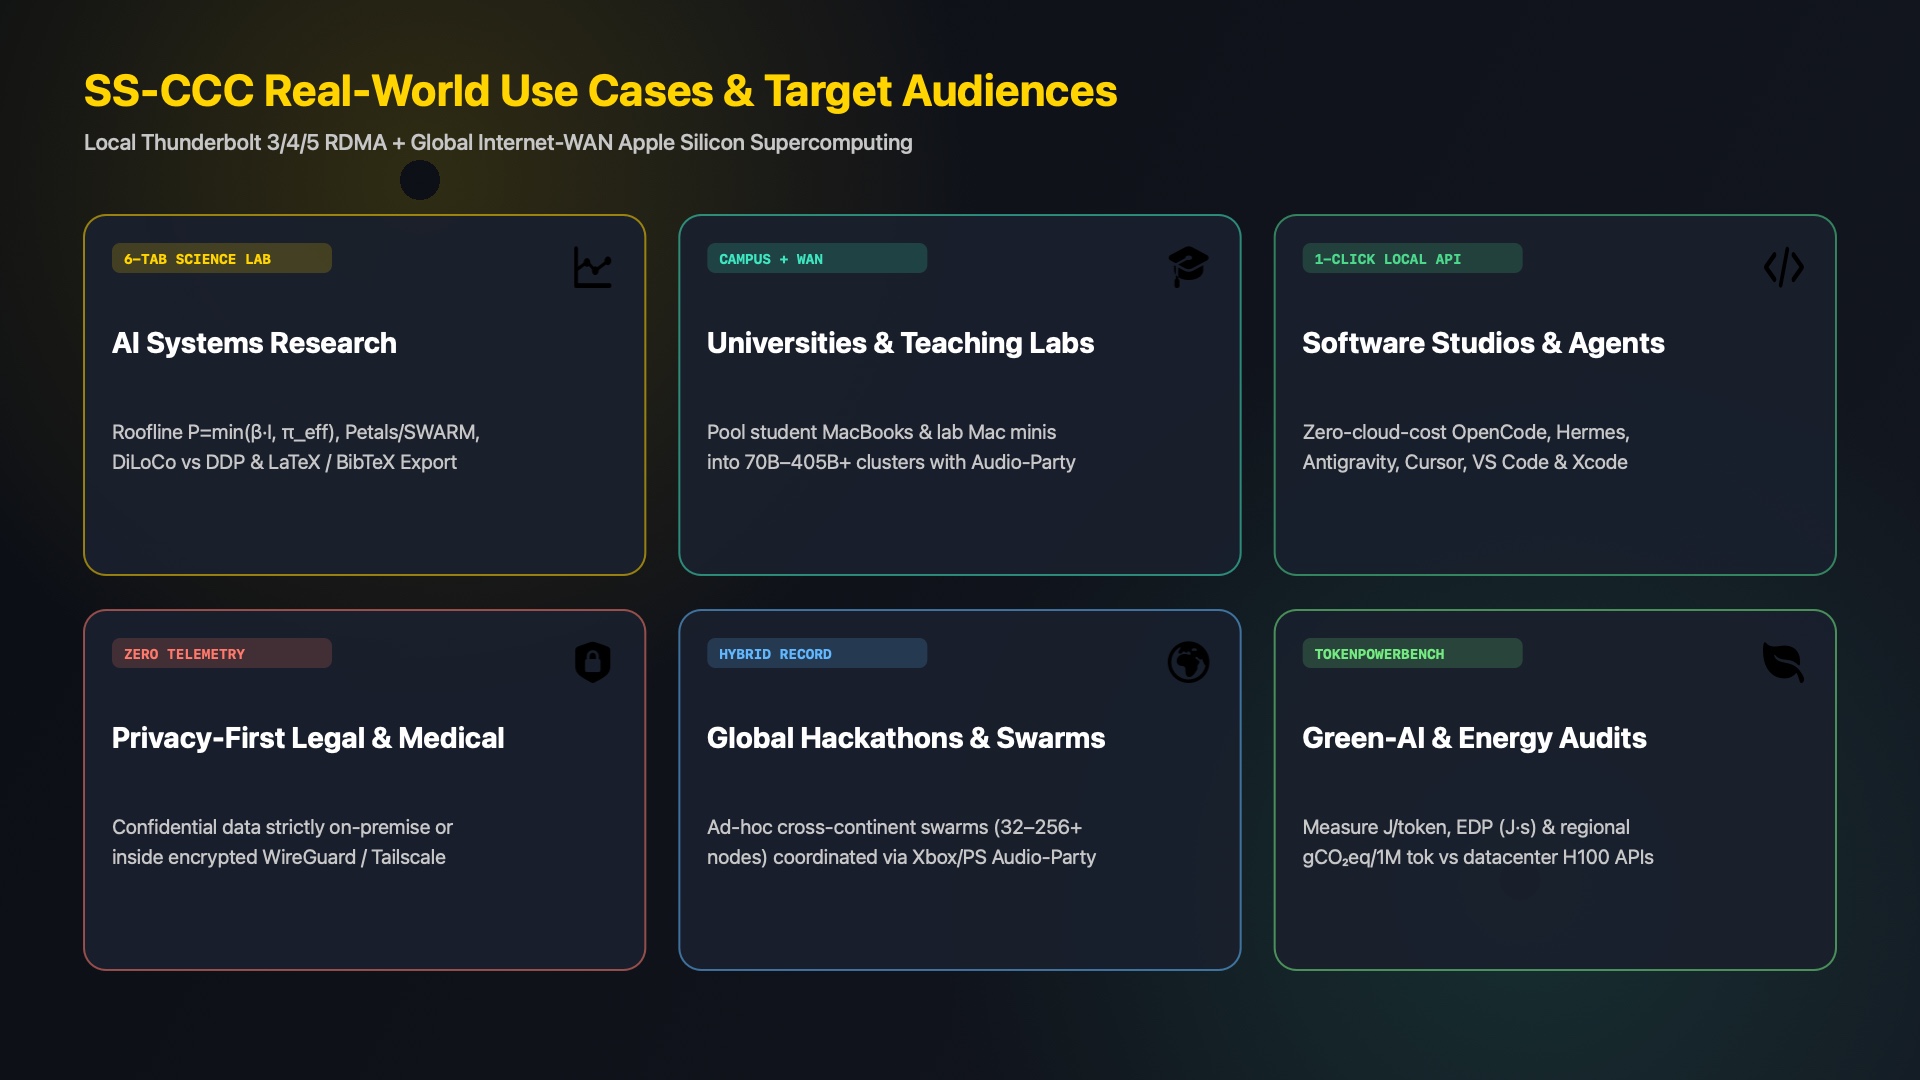 SS-CCC Real-World Use Cases & Target Audiences
Local Thunderbolt 3/4/5 RDMA + Global Internet-WAN Apple Silicon Supercomputing
6-TAB SCIENCE LAB
AI Systems Research
Roofline P=min(β·I, π_eff), Petals/SWARM,
DiLoCo vs DDP & LaTeX / BibTeX Export
CAMPUS + WAN
Universities & Teaching Labs
Pool student MacBooks & lab Mac minis
into 70B–405B+ clusters with Audio-Party
1-CLICK LOCAL API
Software Studios & Agents
Zero-cloud-cost OpenCode, Hermes,
Antigravity, Cursor, VS Code & Xcode
ZERO TELEMETRY
Privacy-First Legal & Medical
Confidential data strictly on-premise or
inside encrypted WireGuard / Tailscale
HYBRID RECORD
Global Hackathons & Swarms
Ad-hoc cross-continent swarms (32–256+
nodes) coordinated via Xbox/PS Audio-Party
TOKENPOWERBENCH
Green-AI & Energy Audits
Measure J/token, EDP (J·s) & regional
gCO₂eq/1M tok vs datacenter H100 APIs